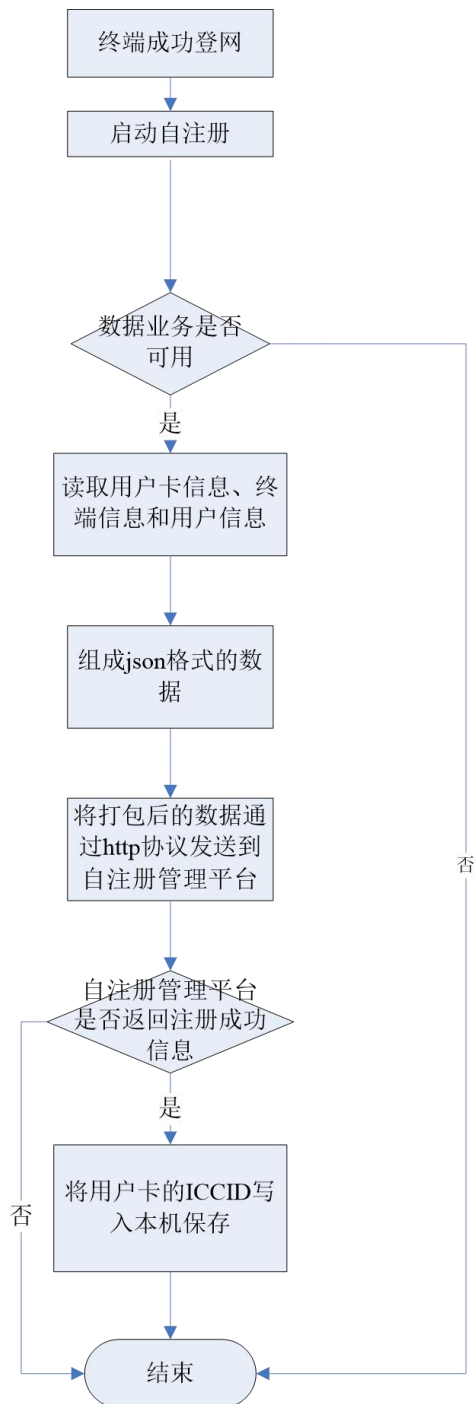 终端成功登网
启动自注册
数据业务是否
可用
是
读取用户卡信息、终
端信息和用户信息
组成json格式的数
据
将打包后的数据通
过http协议发送到
自注册管理平台
否
自注册管理平台
是否返回注册成功
信息
是
将用户卡的ICCID写
入本机保存
否
结束